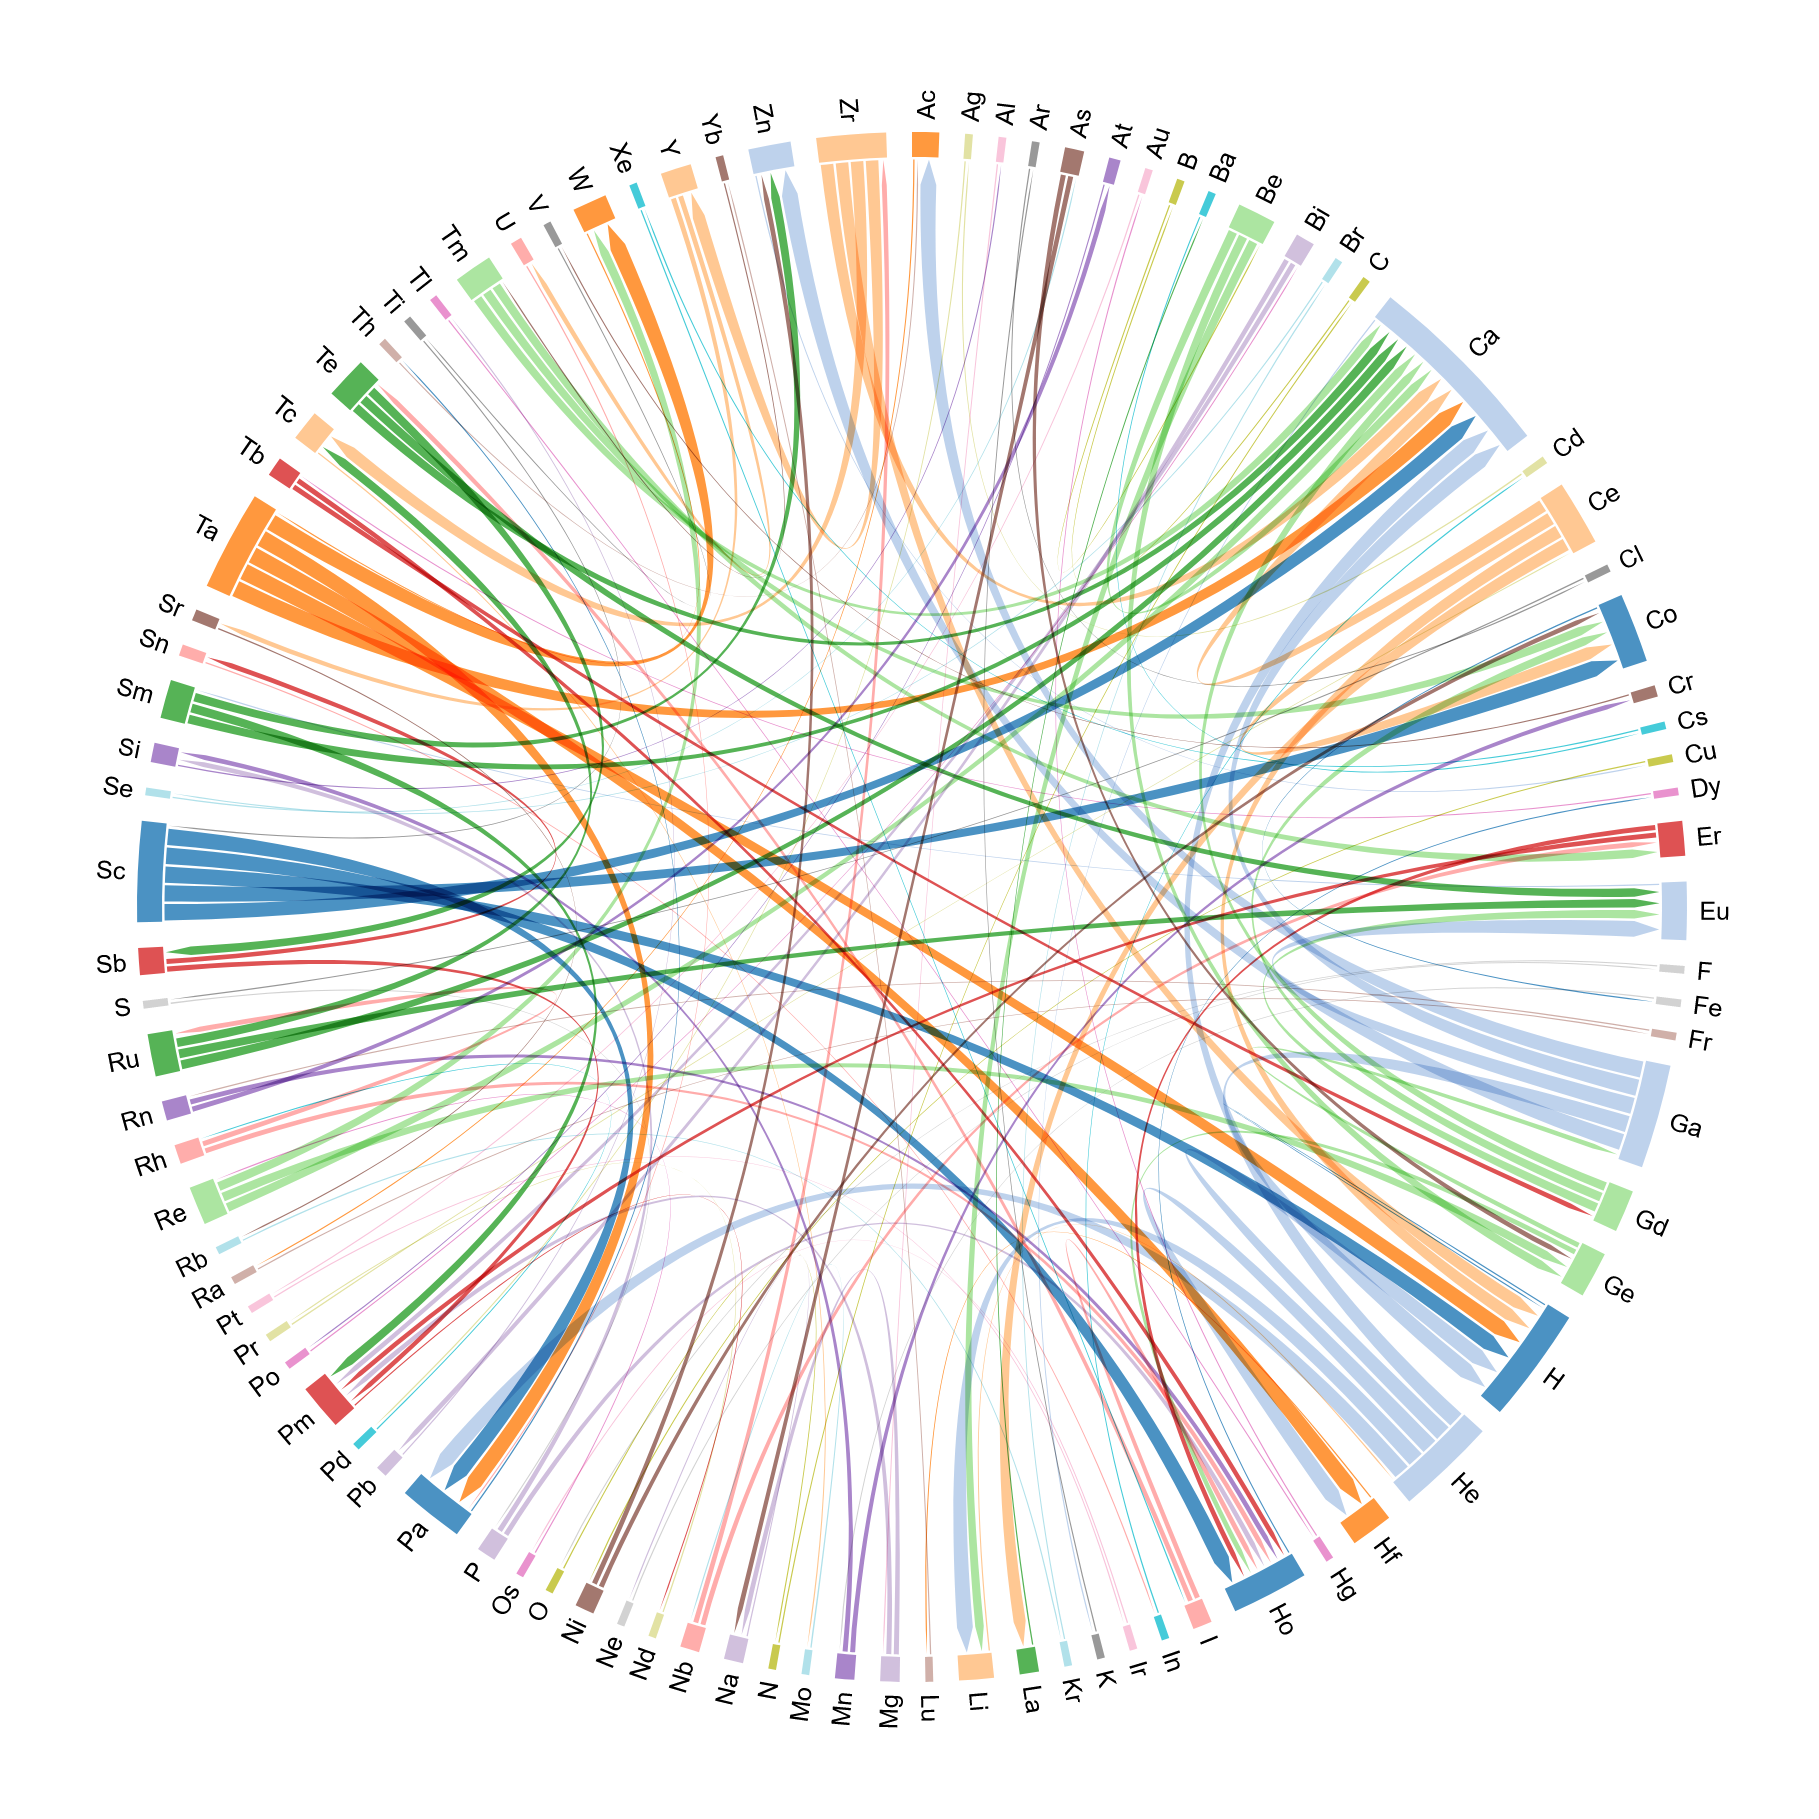 Ac
Ag
Al
Ar
As
At
Au
B
Ba
Be
Bi
Br
C
Ca
Cd
Ce
Cl
Co
Cr
Cs
Cu
Dy
Er
Eu
F
Fe
Fr
Ga
Gd
Ge
H
He
Hf
Hg
Ho
I
In
Ir
K
Kr
La
Li
Lu
Mg
Mn
Mo
N
Na
Nb
Nd
Ne
Ni
O
Os
P
Pa
Pb
Pd
Pm
Po
Pr
Pt
Ra
Rb
Re
Rh
Rn
Ru
S
Sb
Sc
Se
Si
Sm
Sn
Sr
Ta
Tb
Tc
Te
Th
Ti
Tl
Tm
U
V
W
Xe
Y
Yb
Zn
Zr